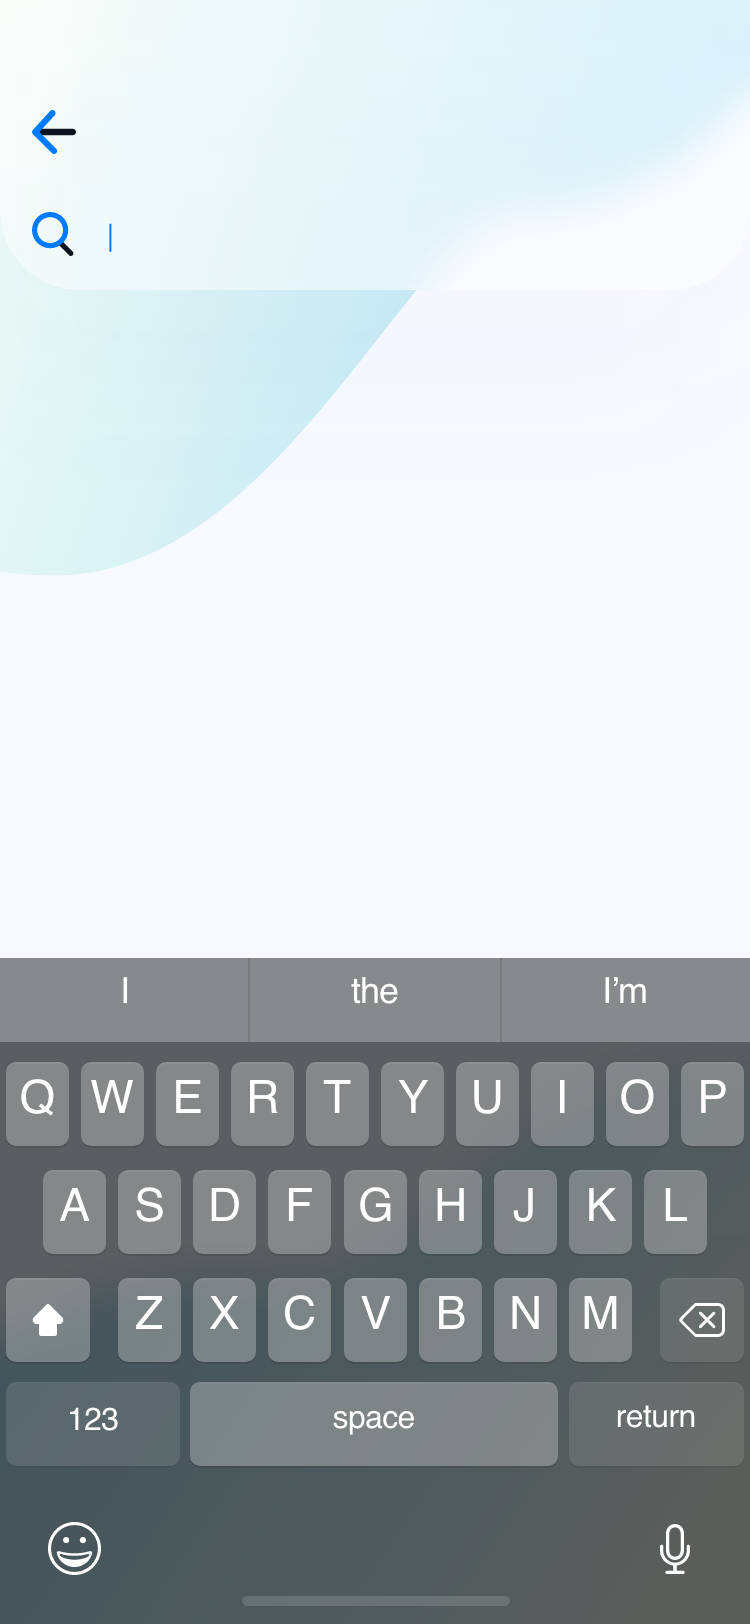 I the I’m
Q W E R T Y U I O P
A S D F G H J K L
Z X C V B N M
123 space return